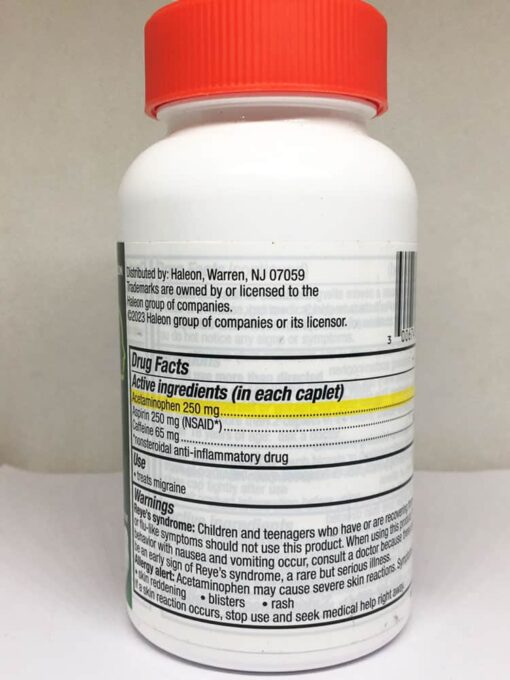 Distributed by: Haleon, Warren, NJ 07059
Trademarks are owned by or licensed to the
Haleon group of companies.
©2023 Haleon group of companies or its licensor.
3
Drug Facts
Active ingredients (in each caplet)
Acetaminophen 250 mg
Aspirin 250 mg (NSAID*)
Caffeine 65 mg
nonsteroidal anti-inflammatory drug
Use
• treats migraine
Warnings
Reye's syndrome: Children and teenagers who have or are recovering
or flu-like symptoms should not use this product. When using this
behavior with nausea and vomiting occur, consult a doctor because
be an early sign of Reye's syndrome, a rare but serious illness.
Allergy alert: Acetaminophen may cause severe skin reactions.
• skin reddening • blisters • rash
a skin reaction occurs, stop use and seek medical help right away.